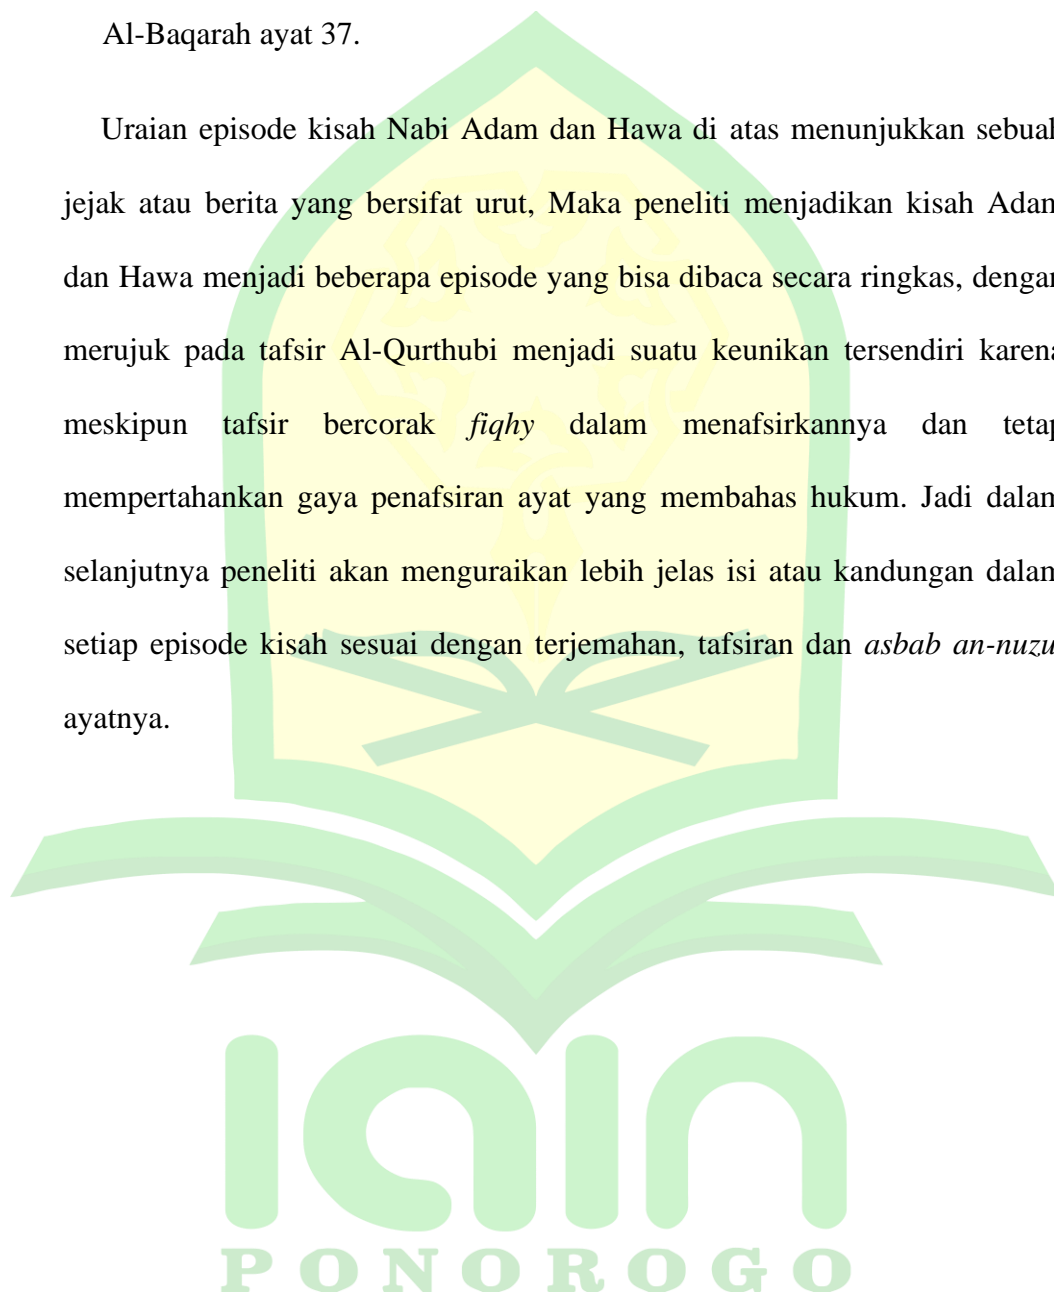 Al-Baqarah ayat 37.
Uraian episode kisah Nabi Adam dan Hawa di atas menunjukkan sebuah
jejak atau berita yang bersifat urut, Maka peneliti menjadikan kisah Adam
dan Hawa menjadi beberapa episode yang bisa dibaca secara ringkas, dengan
merujuk pada tafsir Al-Qurthubi menjadi suatu keunikan tersendiri karena
meskipun tafsir bercorak fiqhy dalam menafsirkannya dan tetap
mempertahankan gaya penafsiran ayat yang membahas hukum. Jadi dalam
selanjutnya peneliti akan menguraikan lebih jelas isi atau kandungan dalam
setiap episode kisah sesuai dengan terjemahan, tafsiran dan asbab an-nuzu
ayatnya.
iain
PONOROGO